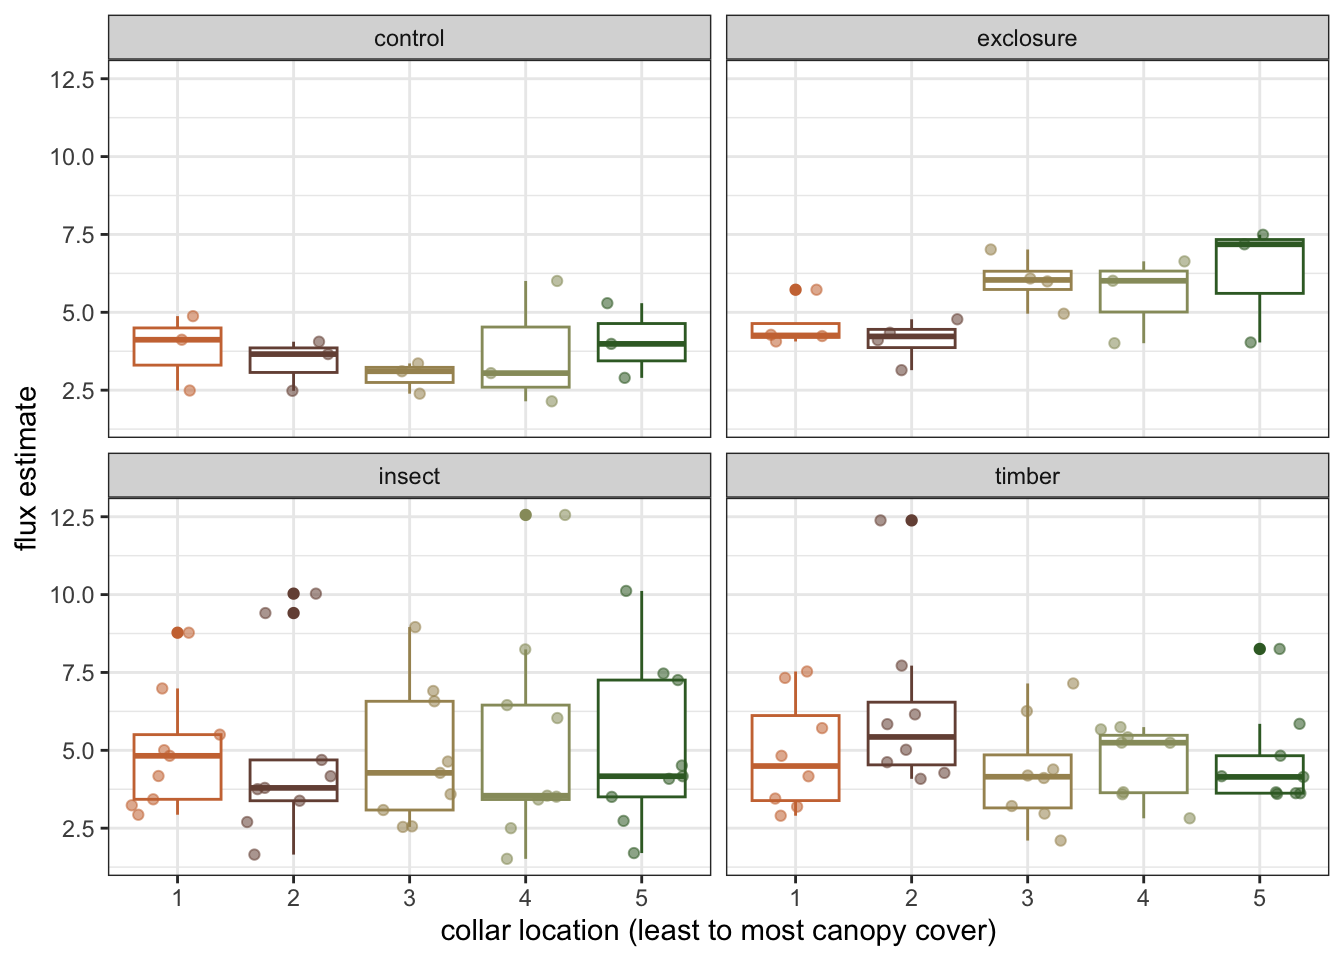 control
exclosure
12.5
10.0
7.5
5.0
2.5
insect
timber
12.5
10.0
7.5
5.0
2.5
flux estimate
1 2 3 4 5
1 2 3 4 5
collar location (least to most canopy cover)